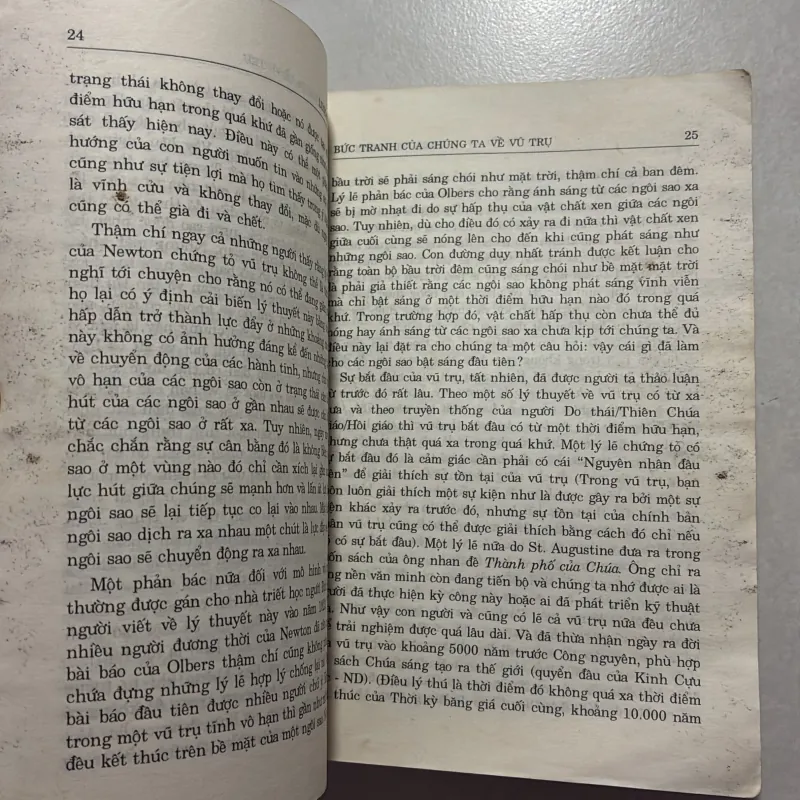 24
trạng thái không thay đổi hoặc nó được
điểm hữu hạn trong quá khứ đã gần giống
sát thấy hiện nay. Điều này có thể một
hướng của con người muốn tin vào những
cũng như sự tiện lợi mà họ tìm thấy trong
là vĩnh cửu và không thay đổi, mặc dù
cũng có thể già đi và chết.
Thậm chí ngay cả những người thấy rằng
của Newton chứng tỏ vũ trụ không thể là
nghĩ tới chuyện cho rằng nó có thể đang
họ lại có ý định cải biến lý thuyết này bằng
hấp dẫn trở thành lực đẩy ở những khoảng
này không có ảnh hưởng đáng kể đến những
về chuyển động của các hành tinh, nhưng
vô hạn của các ngôi sao còn ở trạng thái
hút của các ngôi sao ở gần nhau sẽ được
từ các ngôi sao ở rất xa. Tuy nhiên, ngày
chắc chắn rằng sự cân bằng đó là không
sao ở một vùng nào đó chỉ cần xích lại gần
lực hút giữa chúng sẽ mạnh hơn và lấn át
ngôi sao sẽ lại tiếp tục co lại vào nhau.
ngôi sao dịch ra xa nhau một chút là lực đẩy
ngôi sao sẽ chuyển động ra xa nhau.
Một phản bác nữa đối với mô hình
thường được gán cho nhà triết học người
người viết về lý thuyết này vào năm
nhiều người đương thời của Newton đã
bài báo của Olbers thậm chí cũng không
chứa đựng những lý lẽ hợp lý chống lại
bài báo đầu tiên được nhiều người chú ý.
trong một vũ trụ tĩnh vô hạn thì gần như
đều kết thúc trên bề mặt của một ngôi sao.
BỨC TRANH CỦA CHÚNG TA VỀ VŨ TRỤ 25
bầu trời sẽ phải sáng chói như mặt trời, thậm chí cả ban đêm.
Lý lẽ phản bác của Olbers cho rằng ánh sáng từ các ngôi sao xa
sẽ bị mờ nhạt đi do sự hấp thụ của vật chất xen giữa các ngôi
sao. Tuy nhiên, dù cho điều đó có xảy ra đi nữa thì vật chất xen
giữa cuối cùng sẽ nóng lên cho đến khi cũng phát sáng như
những ngôi sao. Con đường duy nhất tránh được kết luận cho
rằng toàn bộ bầu trời đêm cũng sáng chói như bề mặt mặt trời
là phải giả thiết rằng các ngôi sao không phát sáng vĩnh viễn
mà chỉ bật sáng ở một thời điểm hữu hạn nào đó trong quá
khứ. Trong trường hợp đó, vật chất hấp thụ còn chưa thể đủ
nóng hay ánh sáng từ các ngôi sao xa chưa kịp tới chúng ta. Và
điều này lại đặt ra cho chúng ta một câu hỏi: vậy cái gì đã làm
cho các ngôi sao bật sáng đầu tiên?
Sự bắt đầu của vũ trụ, tất nhiên, đã được người ta thảo luận
từ trước đó rất lâu. Theo một số lý thuyết về vũ trụ có từ xa
xưa và theo truyền thống của người Do thái/Thiên Chúa
giáo/Hồi giáo thì vũ trụ bắt đầu có từ một thời điểm hữu hạn,
nhưng chưa thật quá xa trong quá khứ. Một lý lẽ chứng tỏ có
sự bắt đầu đó là cảm giác cần phải có cái "Nguyên nhân đầu
tiên" để giải thích sự tồn tại của vũ trụ (Trong vũ trụ, bạn
luôn luôn giải thích một sự kiện như là được gây ra bởi một sự
kiện khác xảy ra trước đó, nhưng sự tồn tại của chính bản
thân vũ trụ cũng có thể được giải thích bằng cách đó chỉ nếu
nó có sự bắt đầu). Một lý lẽ nữa do St. Augustine đưa ra trong
cuốn sách của ông nhan đề Thành phố của Chúa. Ông chỉ ra
rằng nền văn minh còn đang tiến bộ và chúng ta nhớ được ai là
người đã thực hiện kỳ công này hoặc ai đã phát triển kỹ thuật
kia. Như vậy con người và cũng có lẽ cả vũ trụ nữa đều chưa
trải nghiệm được quá lâu dài. Và đã thừa nhận ngày ra đời
vũ trụ vào khoảng 5000 năm trước Công nguyên, phù hợp
sách Chúa sáng tạo ra thế giới (quyển đầu của Kinh Cựu
- ND). (Điều lý thú là thời điểm đó không quá xa thời điểm
thúc của Thời kỳ băng giá cuối cùng, khoảng 10.000 năm